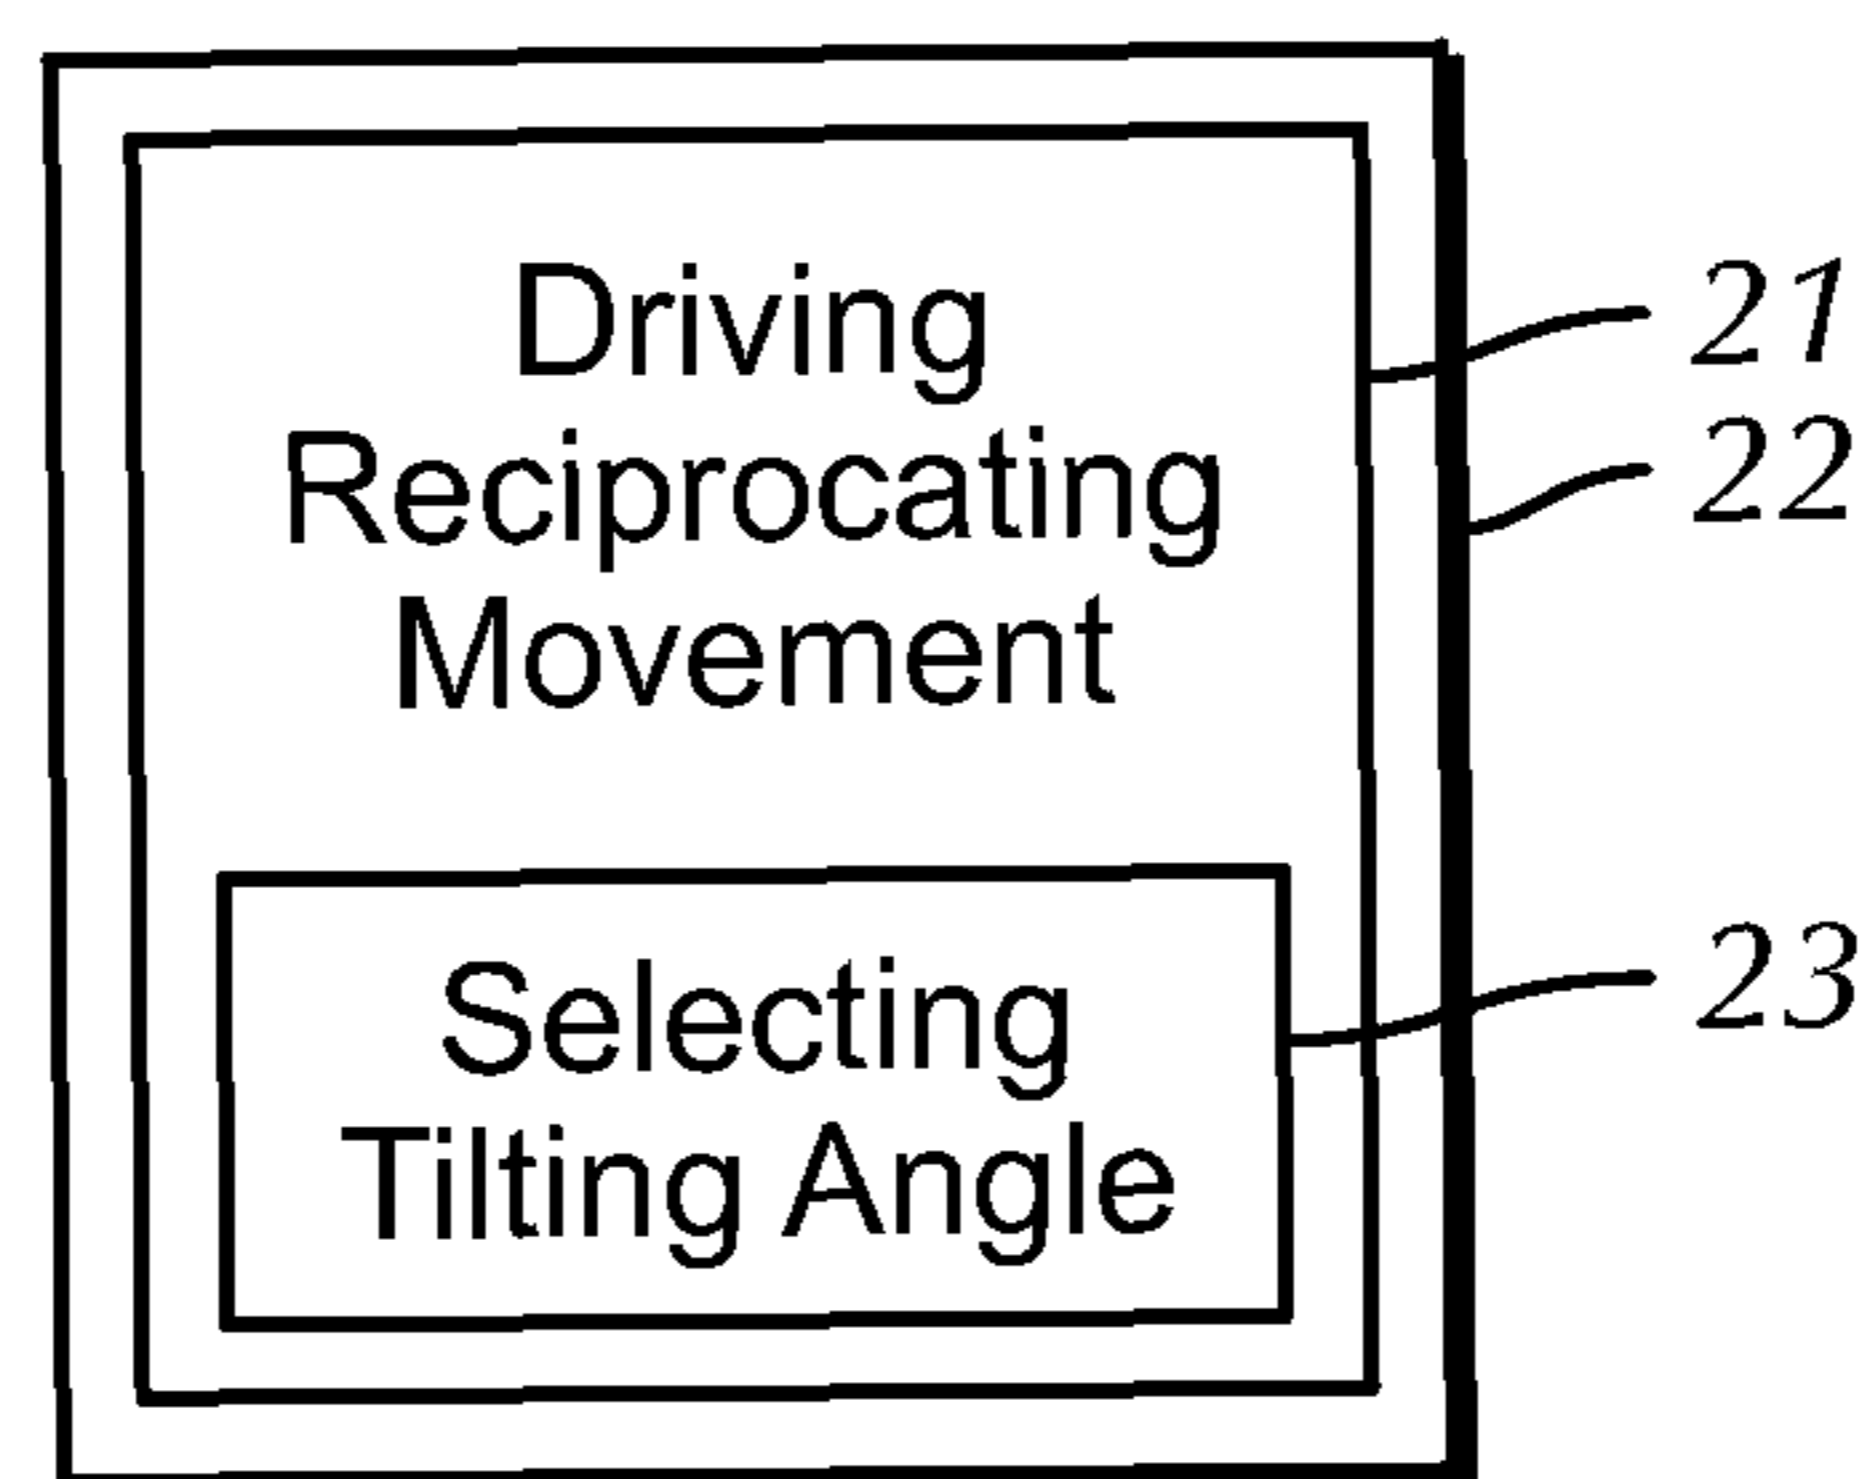 Driving
Reciprocating
Movement
21
22
Selecting
Tilting Angle
23